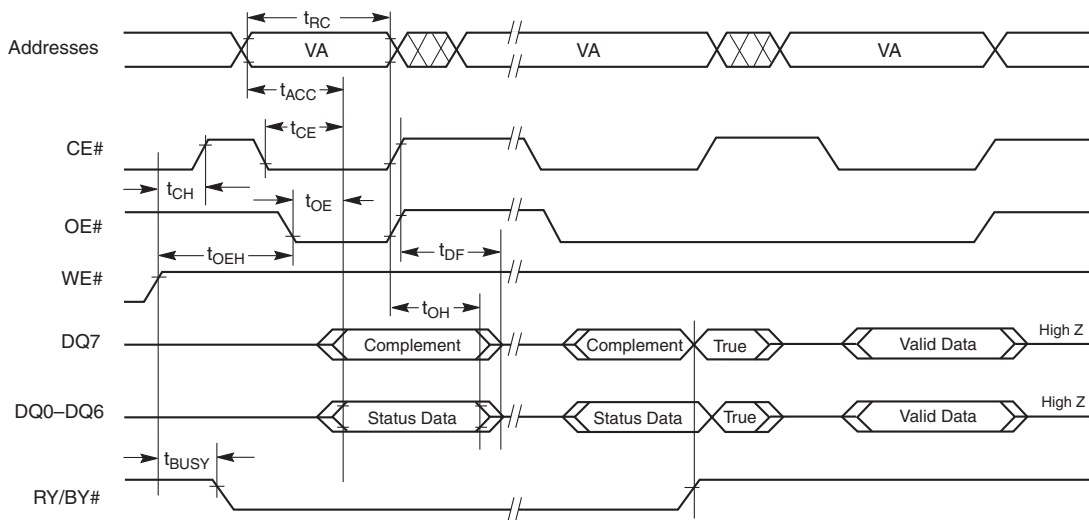 tRC
Addresses VA VA VA
tACC
tCE
CE#
tCH tOE
OE#
tOEH tDF
WE#
tOH
DQ7 Complement Complement True Valid Data High Z
DQ0–DQ6 Status Data Status Data True Valid Data High Z
tBUSY
RY/BY#